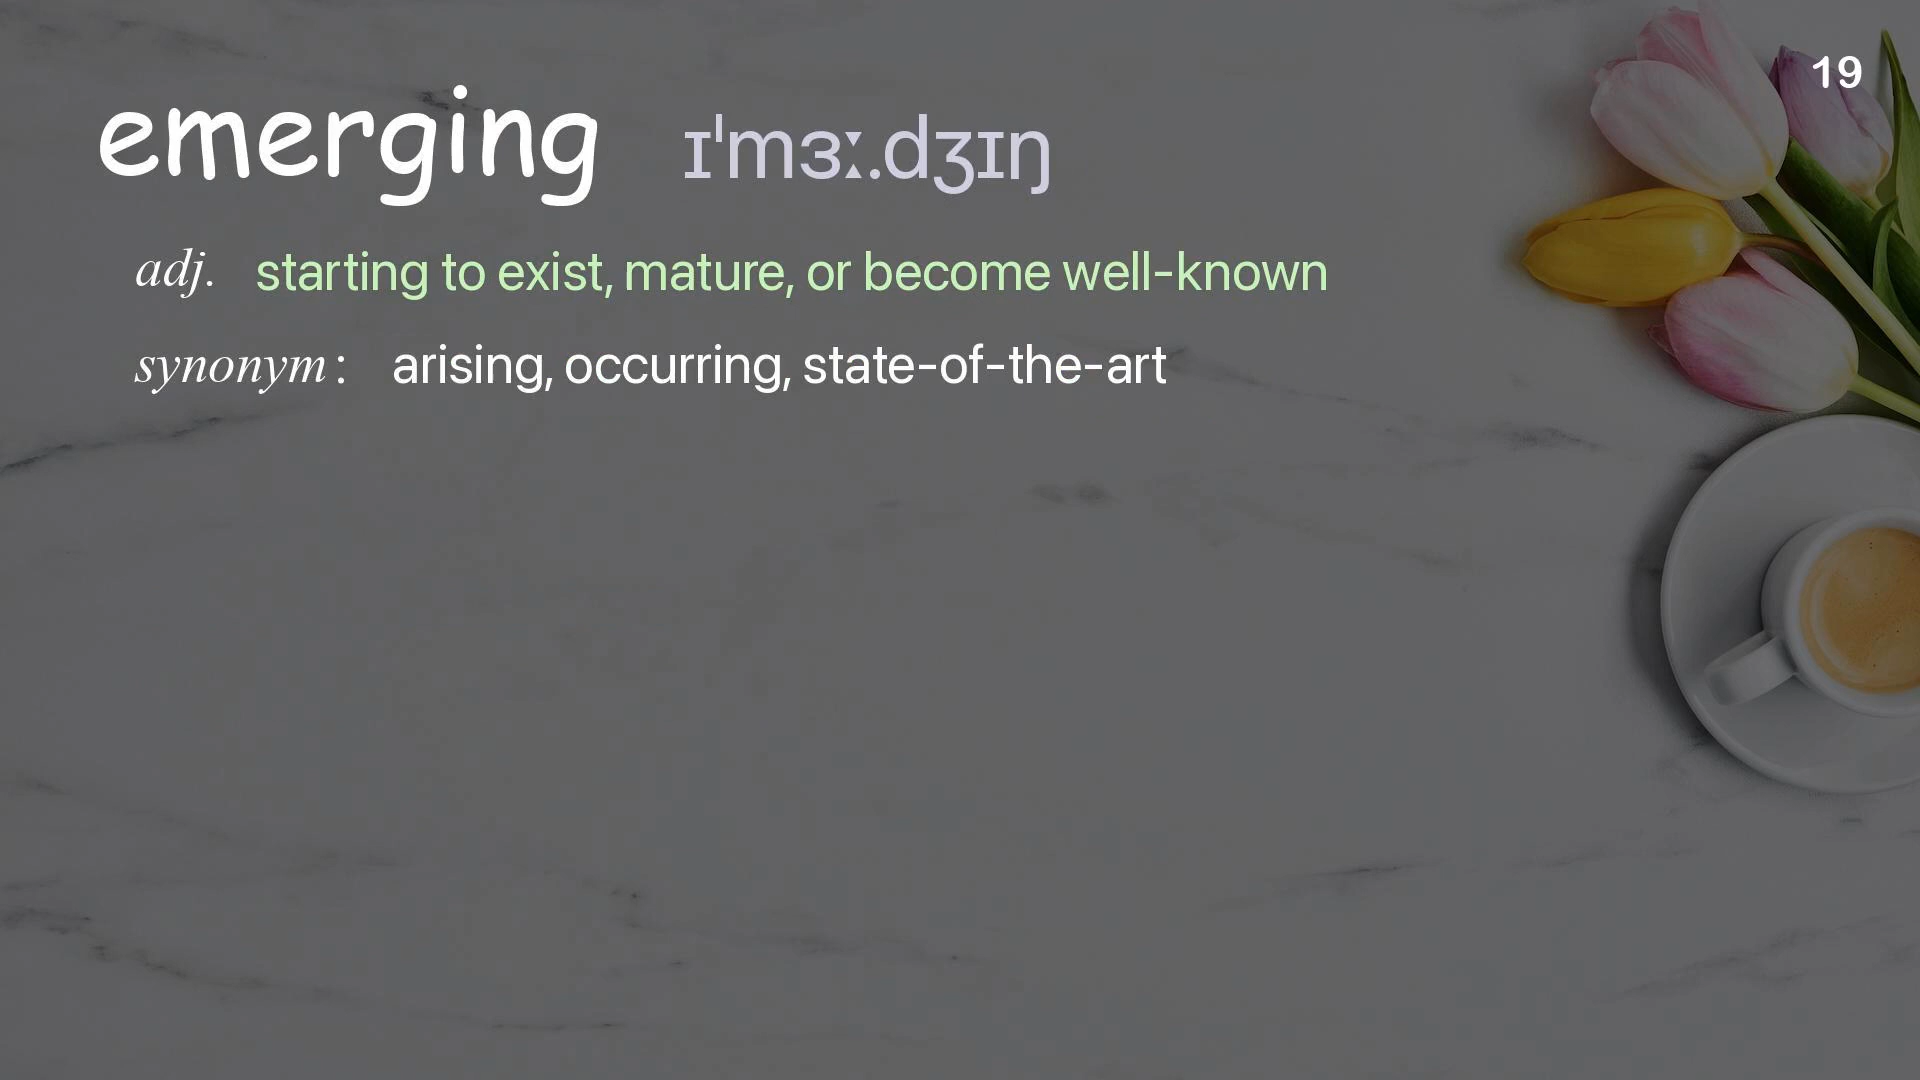 19
emerging ɪˈmɜː.dʒɪŋ
adj. starting to exist, mature, or become well-known
synonym : arising, occurring, state-of-the-art